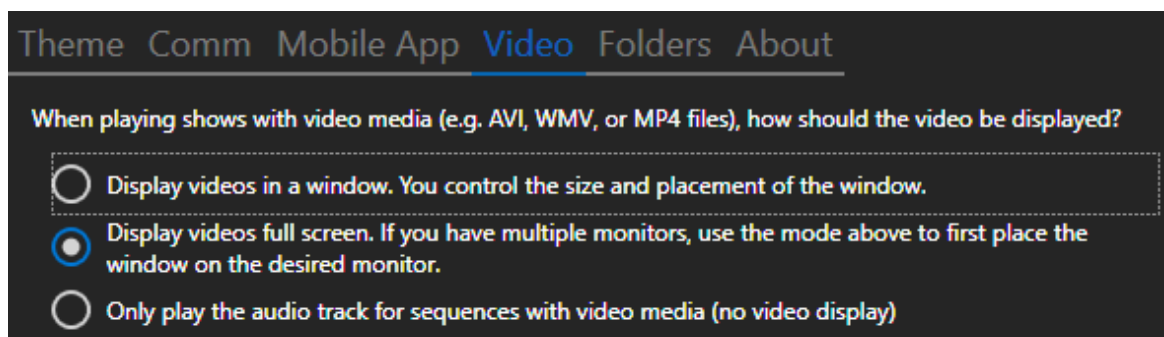 Theme Comm Mobile App Video Folders About
When playing shows with video media (e.g. AVI, WMV, or MP4 files), how should the video be displayed?
Display videos in a window. You control the size and placement of the window.
Display videos full screen. If you have multiple monitors, use the mode above to first place the
window on the desired monitor.
Only play the audio track for sequences with video media (no video display)